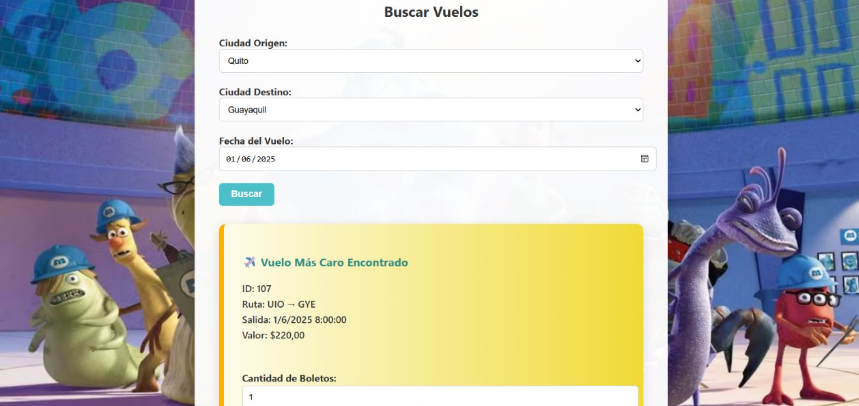 Buscar Vuelos
Ciudad Origen:
Quito
Ciudad Destino:
Guayaquil
Fecha del Vuelo:
01/06/2025
Buscar
Vuelo Más Caro Encontrado
ID: 107
Ruta: UIO → GYE
Salida: 1/6/2025 8:00:00
Valor: $220,00
Cantidad de Boletos:
1